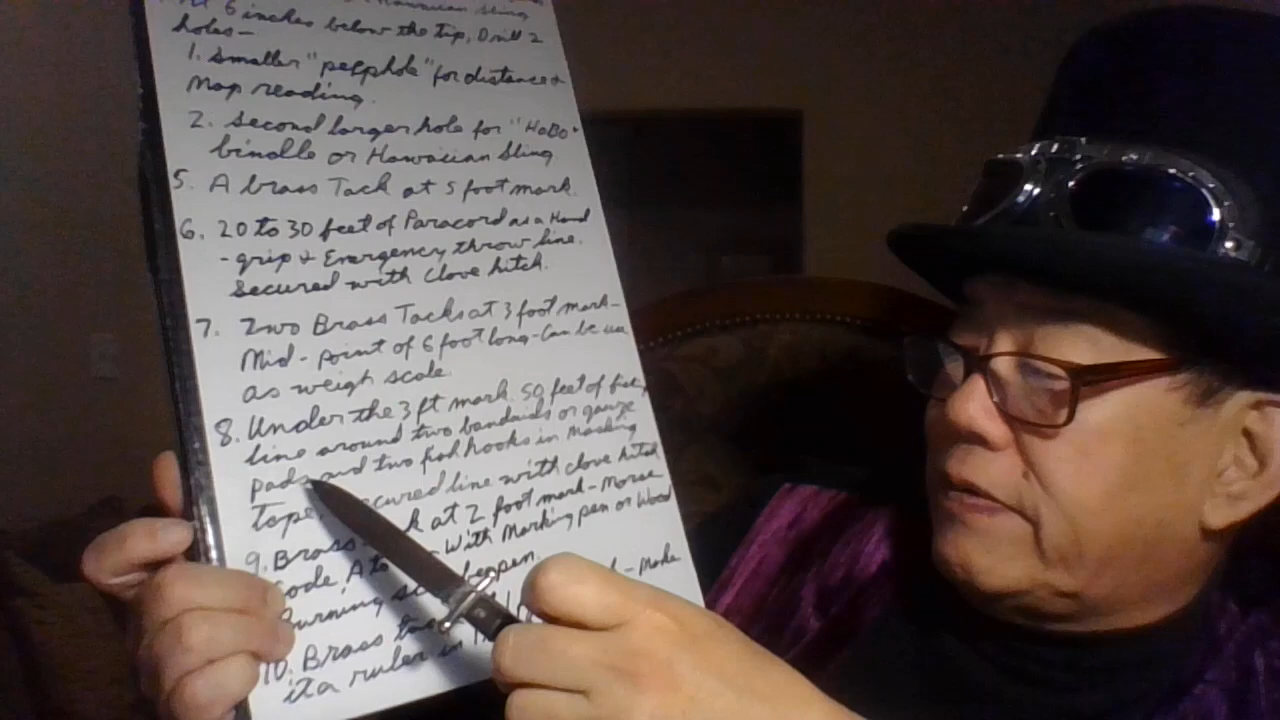 Hawaiian Sling
6 inches below the tip, Drill 2
holes-
1. Smaller "peephole" for distance &
Map reading.
2. Second larger hole for "HoBo"
bindle or Hawaiian Sling
5. A brass Tack at 5 foot mark.
6. 20 to 30 feet of Paracord as a Hand
-grip & Emergency throw line.
secured with Clove hitch.
7. Two Brass Tacks at 3 foot mark-
Mid-point of 6 foot long-Can be use
as weigh scale.
8. Under the 3 ft mark. 50 feet of
line around two bandaids or gauze
pads and two fish hooks in Masking
Tape secured line with clove hitch
9. Brass at 2 foot mark-Morse
Code, A to With Marking pen or Wood
Burning
10. Brass -Make
it a ruler in